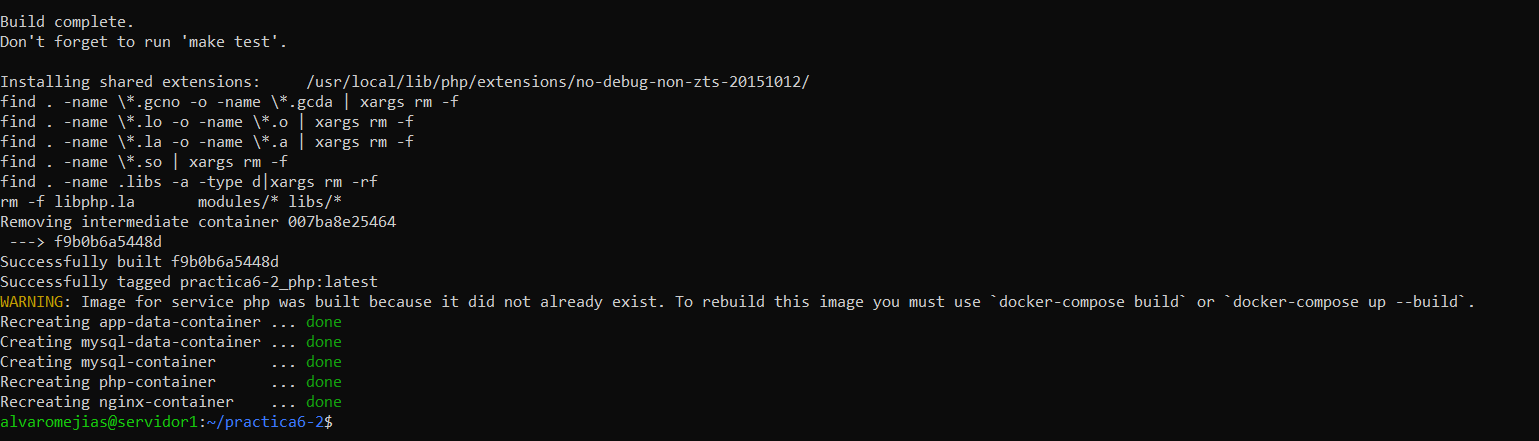 Build complete.
Don't forget to run 'make test'.
Installing shared extensions:     /usr/local/lib/php/extensions/no-debug-non-zts-20151012/
find . -name \*.gcno -o -name \*.gcda | xargs rm -f
find . -name \*.lo -o -name \*.o | xargs rm -f
find . -name \*.la -o -name \*.a | xargs rm -f
find . -name \*.so | xargs rm -f
find . -name .libs -a -type d|xargs rm -rf
rm -f libphp.la       modules/* libs/*
Removing intermediate container 007ba8e25464
 ---> f9b0b6a5448d
Successfully built f9b0b6a5448d
Successfully tagged practica6-2_php:latest
WARNING: Image for service php was built because it did not already exist. To rebuild this image you must use `docker-compose build` or `docker-compose up --build`.
Recreating app-data-container ... done
Creating mysql-data-container ... done
Creating mysql-container      ... done
Recreating php-container      ... done
Recreating nginx-container    ... done
alvaromejias@servidor1:~/practica6-2$